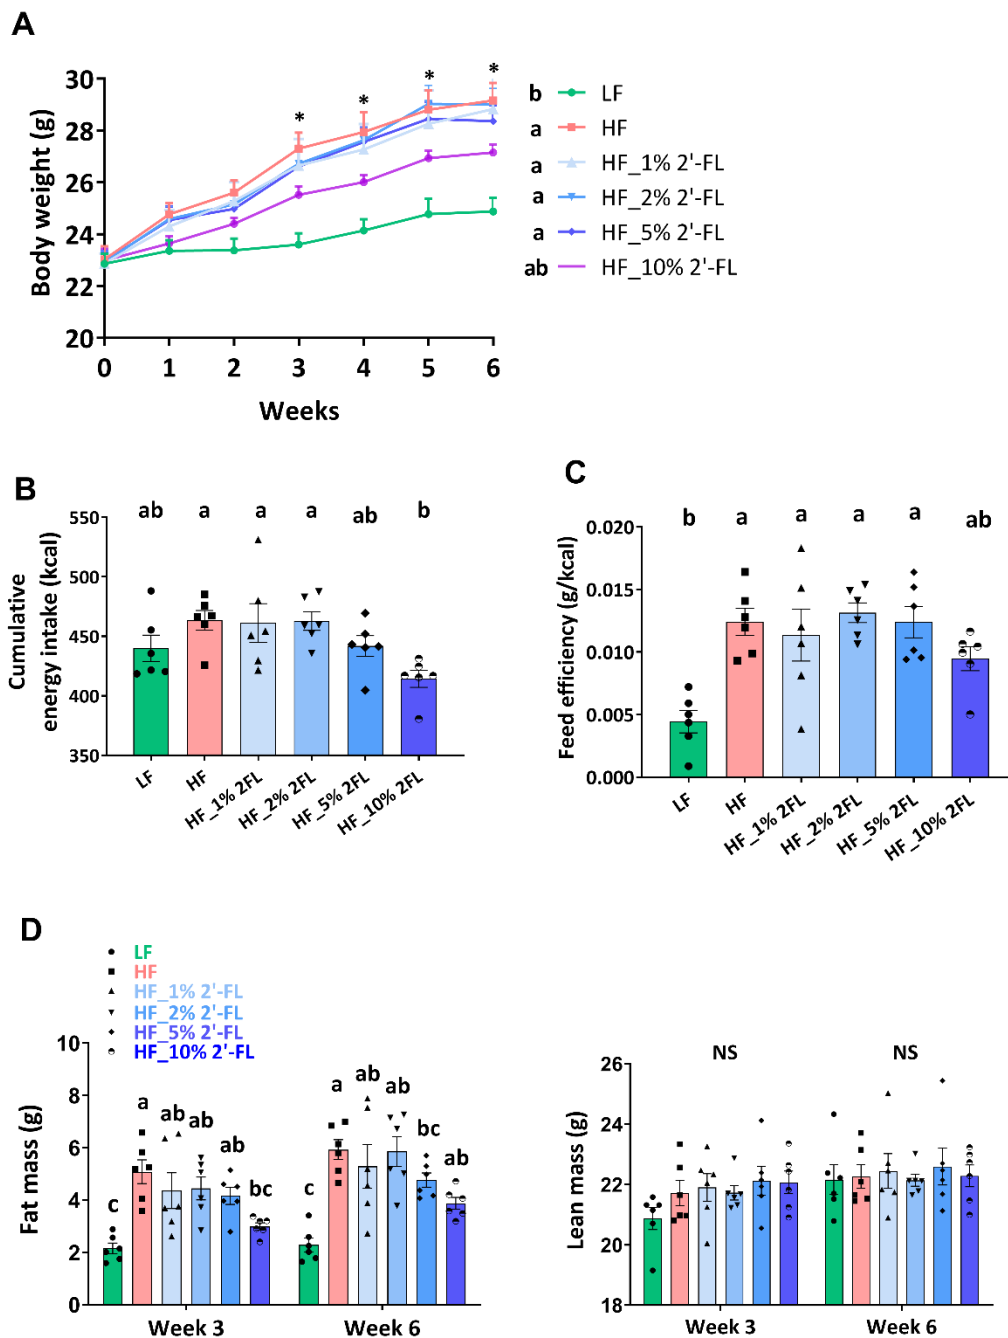 A
Body weight (g)
30
28
26
24
22
20
* * * *
0 1 2 3 4 5 6
Weeks
b LF
a HF
a HF_1% 2'-FL
a HF_2% 2'-FL
a HF_5% 2'-FL
ab HF_10% 2'-FL
B
Cumulative
energy intake (kcal)
550
500
450
400
350
ab a a a ab b
LF HF HF_1% 2FL HF_2% 2FL HF_5% 2FL HF_10% 2FL
C
Feed efficiency (g/kcal)
0.020
0.015
0.010
0.005
0.000
b a a a a ab
LF HF HF_1% 2FL HF_2% 2FL HF_5% 2FL HF_10% 2FL
D
LF
HF
HF_1% 2'-FL
HF_2% 2'-FL
HF_5% 2'-FL
HF_10% 2'-FL
Fat mass (g)
10
8
6
4
2
0
c a ab ab ab bc
c a ab ab bc ab
Week 3 Week 6
Lean mass (g)
26
24
22
20
18
NS NS
Week 3 Week 6